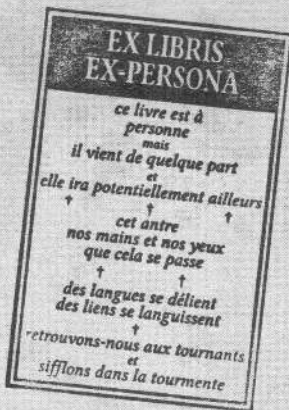 EX LIBRIS
EX-PERSONA
ce livre est à
personne
mais
il vient de quelque part
et
elle ira potentiellement ailleurs
† † †
cet antre
nos mains et nos yeux
que cela se passe
† †
des langues se délient
des liens se languissent
†
retrouvons-nous aux tournants
et
sifflons dans la tourmente